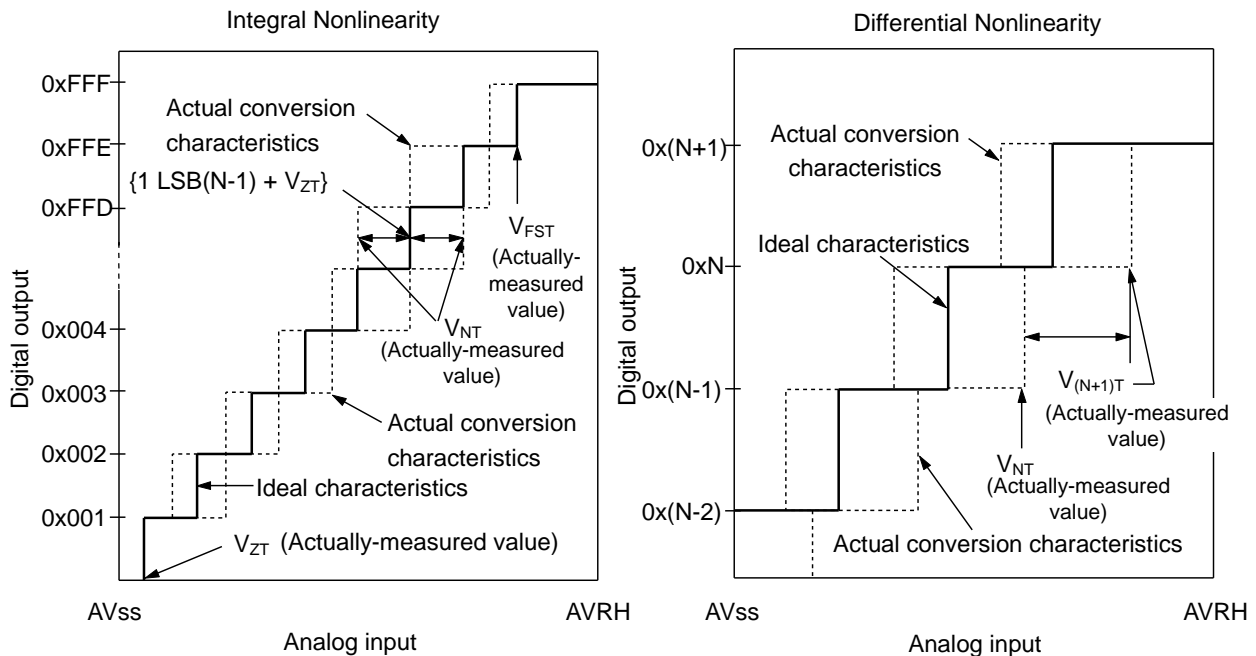 Integral Nonlinearity
0xFFF
0xFFE
0xFFD
0x004
0x003
0x002
0x001
Digital output
Actual conversion
characteristics
{1 LSB(N-1) + VZT}
VFST
(Actually-
measured
value)
VNT
(Actually-measured
value)
Actual conversion
characteristics
Ideal characteristics
VZT (Actually-measured value)
AVss
AVRH
Analog input
Differential Nonlinearity
0x(N+1)
0xN
0x(N-1)
0x(N-2)
Digital output
Actual conversion
characteristics
Ideal characteristics
V(N+1)T
(Actually-measured
value)
VNT
(Actually-measured
value)
Actual conversion characteristics
AVss
AVRH
Analog input